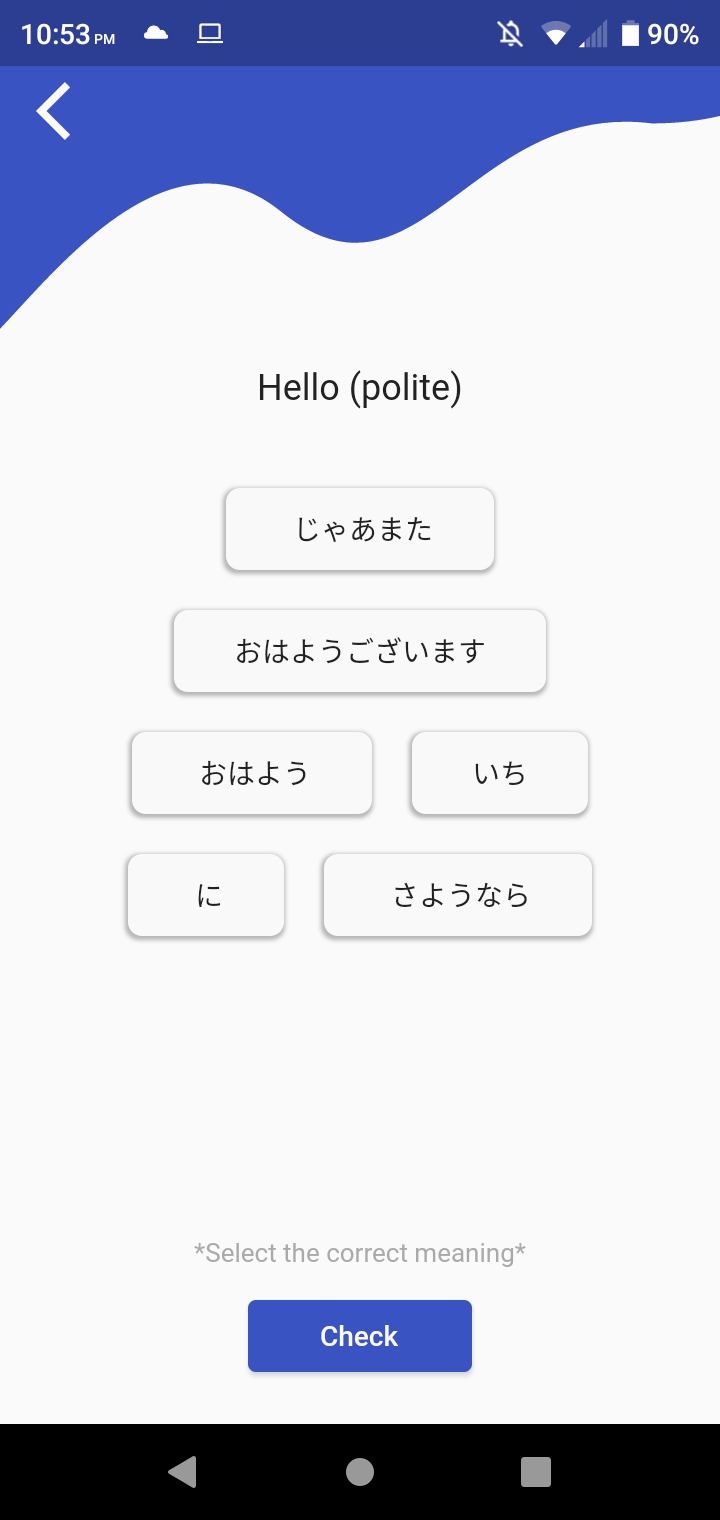 10:53 PM 90%
Hello (polite)
じゃあまた
おはようございます
おはよう いち
に さようなら
*Select the correct meaning*
Check